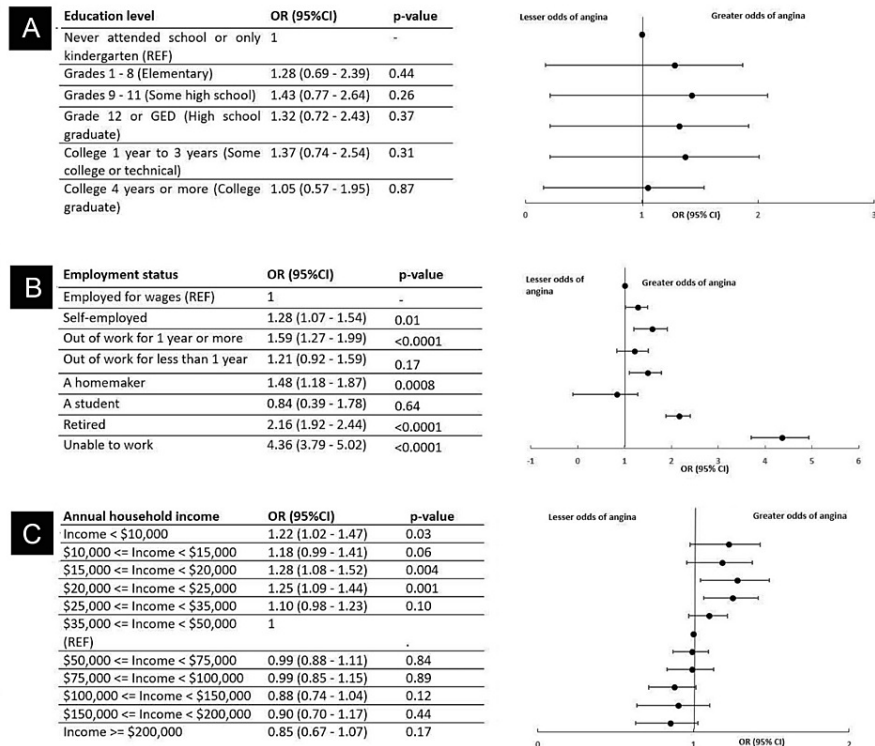 A
Education level OR (95%CI) p-value
Never attended school or only 1 -
kindergarten (REF)
Grades 1 - 8 (Elementary) 1.28 (0.69 - 2.39) 0.44
Grades 9 - 11 (Some high school) 1.43 (0.77 - 2.64) 0.26
Grade 12 or GED (High school 1.32 (0.72 - 2.43) 0.37
graduate)
College 1 year to 3 years (Some 1.37 (0.74 - 2.54) 0.31
college or technical)
College 4 years or more (College 1.05 (0.57 - 1.95) 0.87
graduate)
Lesser odds of angina Greater odds of angina
0 1 2 3
OR (95% CI)
B
Employment status OR (95%CI) p-value
Employed for wages (REF) 1 -
Self-employed 1.28 (1.07 - 1.54) 0.01
Out of work for 1 year or more 1.59 (1.27 - 1.99) <0.0001
Out of work for less than 1 year 1.21 (0.92 - 1.59) 0.17
A homemaker 1.48 (1.18 - 1.87) 0.0008
A student 0.84 (0.39 - 1.78) 0.64
Retired 2.16 (1.92 - 2.44) <0.0001
Unable to work 4.36 (3.79 - 5.02) <0.0001
Lesser odds of Greater odds of angina
angina
-1 0 1 2 3 4 5 6
OR (95% CI)
C
Annual household income OR (95%CI) p-value
Income < $10,000 1.22 (1.02 - 1.47) 0.03
$10,000 <= Income < $15,000 1.18 (0.99 - 1.41) 0.06
$15,000 <= Income < $20,000 1.28 (1.08 - 1.52) 0.004
$20,000 <= Income < $25,000 1.25 (1.09 - 1.44) 0.001
$25,000 <= Income < $35,000 1.10 (0.98 - 1.23) 0.10
$35,000 <= Income < $50,000 1
(REF) .
$50,000 <= Income < $75,000 0.99 (0.88 - 1.11) 0.84
$75,000 <= Income < $100,000 0.99 (0.85 - 1.15) 0.89
$100,000 <= Income < $150,000 0.88 (0.74 - 1.04) 0.12
$150,000 <= Income < $200,000 0.90 (0.70 - 1.17) 0.44
Income >= $200,000 0.85 (0.67 - 1.07) 0.17
Lesser odds of angina Greater odds of angina
0 1 2
OR (95% CI)